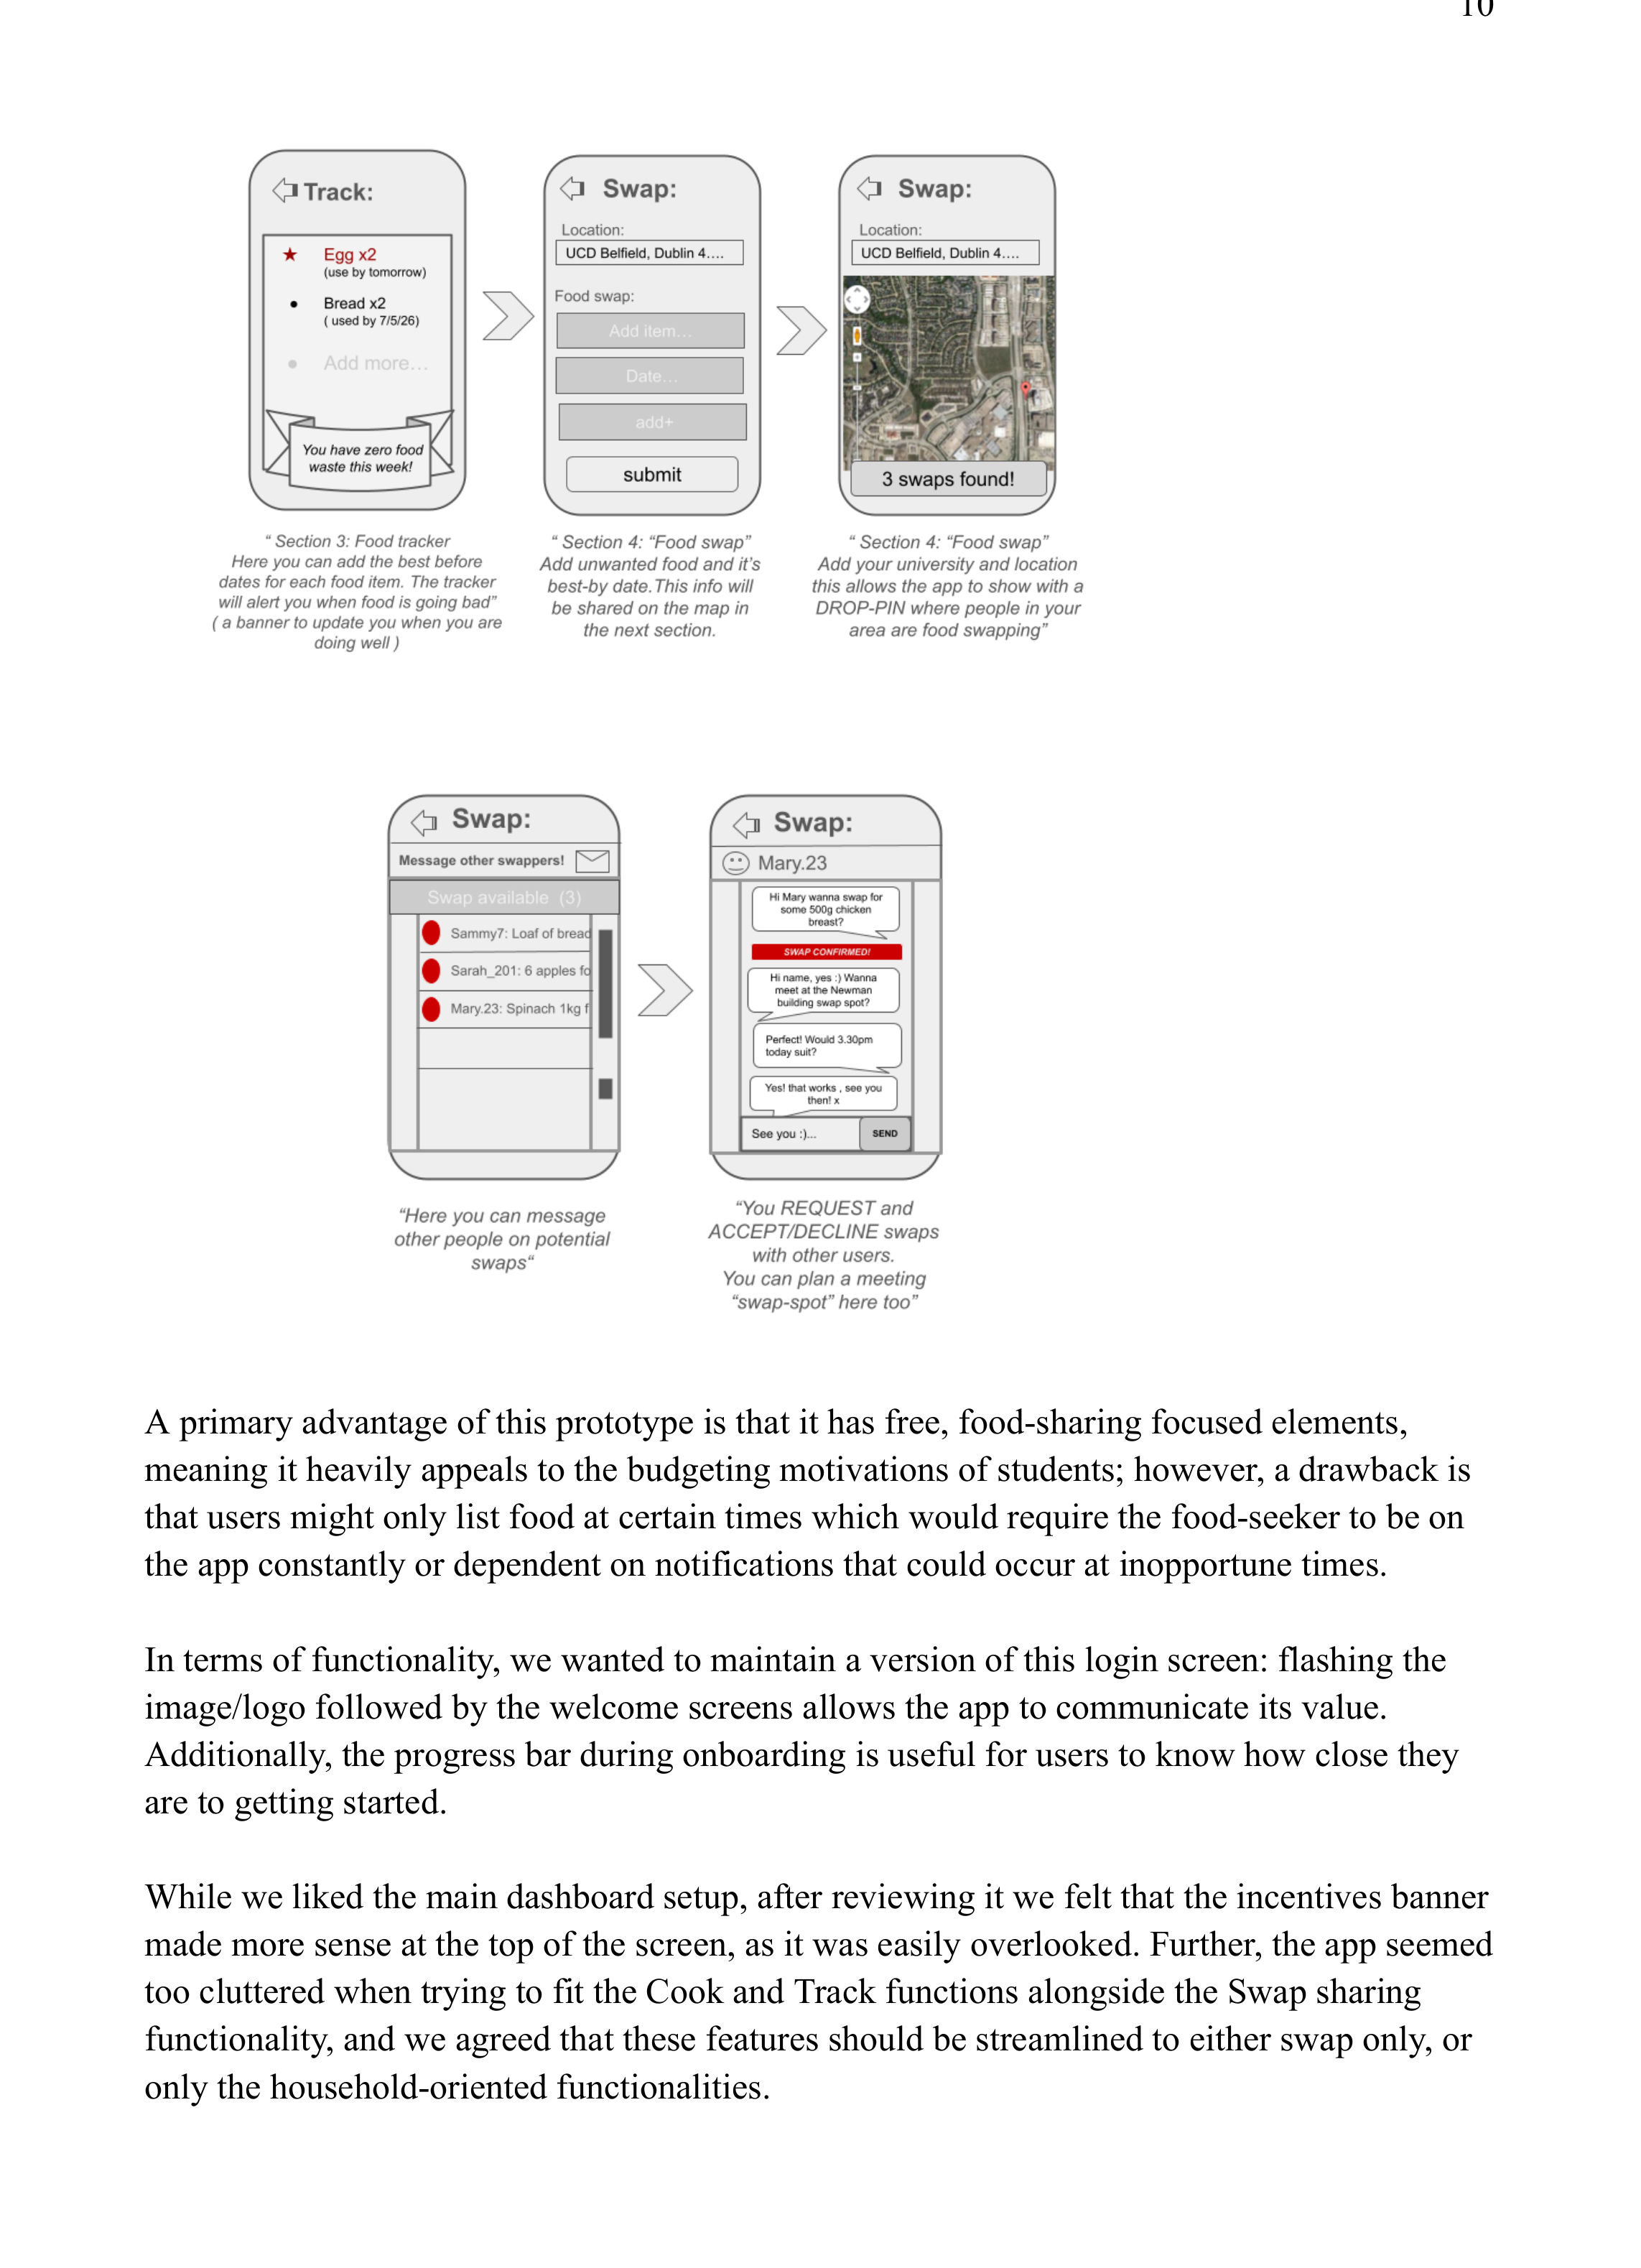 10
Track:
Egg x2
(use by tomorrow)
Bread x2
( used by 7/5/26)
Add more…
You have zero food
waste this week!
“ Section 3: Food tracker
Here you can add the best before
dates for each food item. The tracker
will alert you when food is going bad”
( a banner to update you when you are
doing well )
Swap:
Location:
UCD Belfield, Dublin 4….
Food swap:
Add item…
Date…
add+
submit
“ Section 4: “Food swap”
Add unwanted food and it’s
best-by date.This info will
be shared on the map in
the next section.
Swap:
Location:
UCD Belfield, Dublin 4….
3 swaps found!
“ Section 4: “Food swap”
Add your university and location
this allows the app to show with a
DROP-PIN where people in your
area are food swapping”
Swap:
Message other swappers!
Swap available  (3)
Sammy7: Loaf of bread
Sarah_201: 6 apples fo
Mary.23: Spinach 1kg f
“Here you can message
other people on potential
swaps“
Swap:
Mary.23
Hi Mary wanna swap for
some 500g chicken
breast?
SWAP CONFIRMED!
Hi name, yes :) Wanna
meet at the Newman
building swap spot?
Perfect! Would 3.30pm
today suit?
Yes! that works , see you
then! x
See you :)...
SEND
“You REQUEST and
ACCEPT/DECLINE swaps
with other users.
You can plan a meeting
“swap-spot” here too”
A primary advantage of this prototype is that it has free, food-sharing focused elements,
meaning it heavily appeals to the budgeting motivations of students; however, a drawback is
that users might only list food at certain times which would require the food-seeker to be on
the app constantly or dependent on notifications that could occur at inopportune times.
In terms of functionality, we wanted to maintain a version of this login screen: flashing the
image/logo followed by the welcome screens allows the app to communicate its value.
Additionally, the progress bar during onboarding is useful for users to know how close they
are to getting started.
While we liked the main dashboard setup, after reviewing it we felt that the incentives banner
made more sense at the top of the screen, as it was easily overlooked. Further, the app seemed
too cluttered when trying to fit the Cook and Track functions alongside the Swap sharing
functionality, and we agreed that these features should be streamlined to either swap only, or
only the household-oriented functionalities.